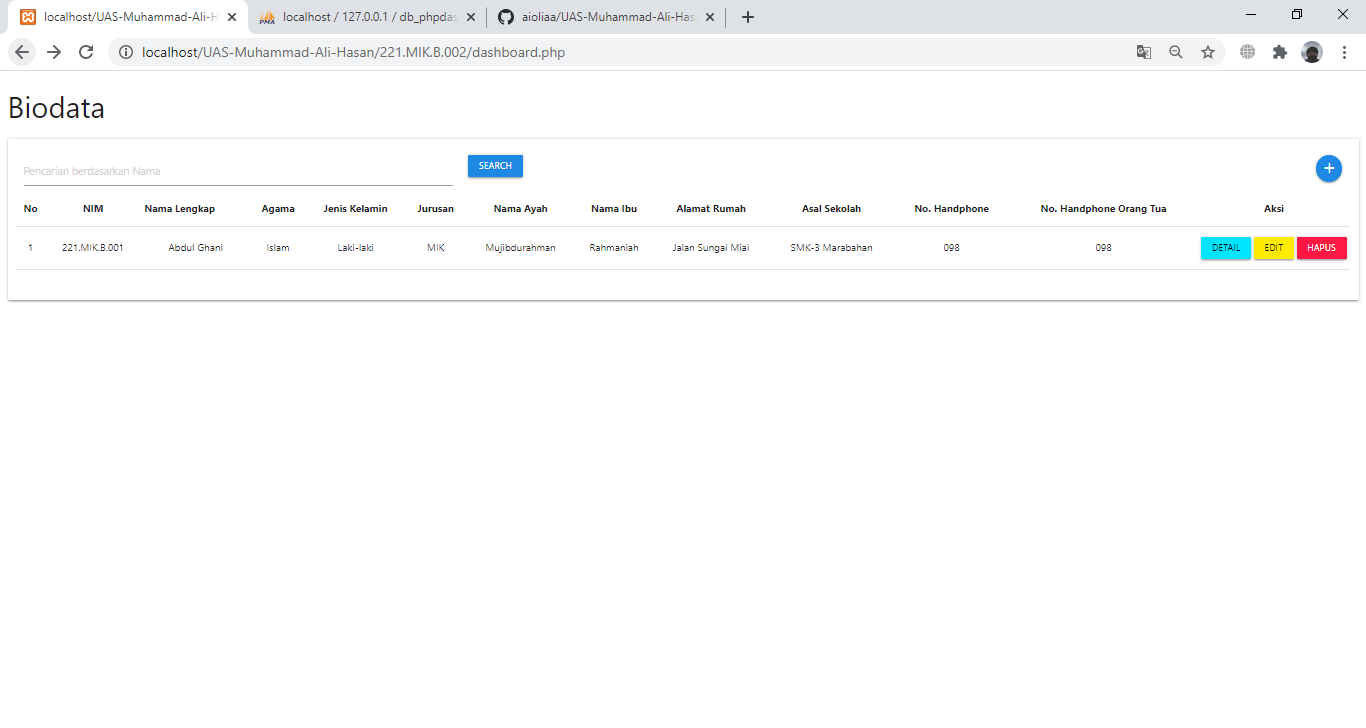 localhost/UAS-Muhammad-Ali-H
localhost / 127.0.0.1 / db_phpdas
aioliaa/UAS-Muhammad-Ali-Has
localhost/UAS-Muhammad-Ali-Hasan/221.MIK.B.002/dashboard.php
Biodata
Pencarian berdasarkan Nama SEARCH +
No NIM Nama Lengkap Agama Jenis Kelamin Jurusan Nama Ayah Nama Ibu Alamat Rumah Asal Sekolah No. Handphone No. Handphone Orang Tua Aksi
1 221.MIK.B.001 Abdul Ghani Islam Laki-laki MIK Mujibdurahman Rahmaniah Jalan Sungai Miai SMK-3 Marabahan 098 098 DETAIL EDIT HAPUS